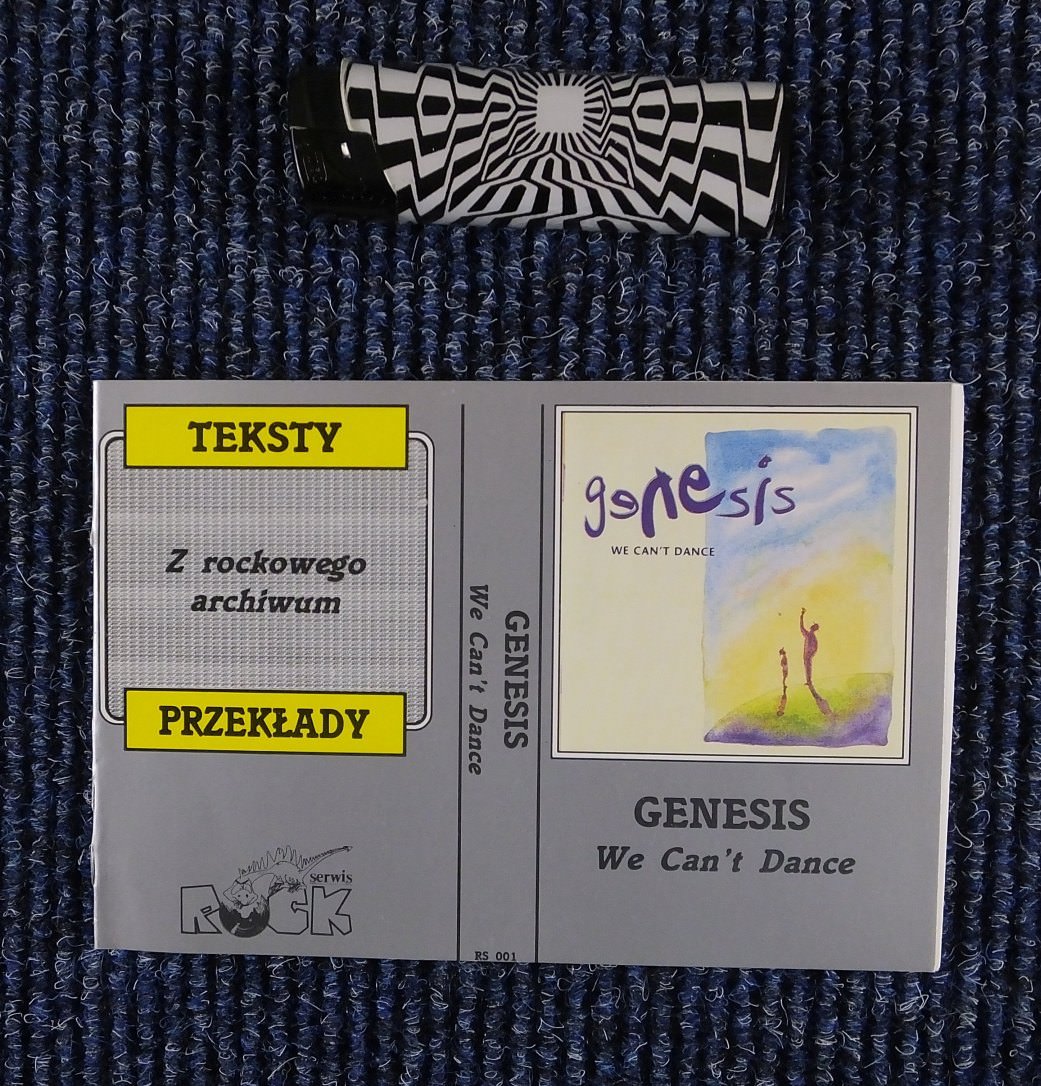 TEKSTY
Z rockowego
archiwum
PRZEKŁADY
serwis
ROCK
GENESIS
We Can't Dance
RS 001
genesis
WE CAN'T DANCE
GENESIS
We Can't Dance